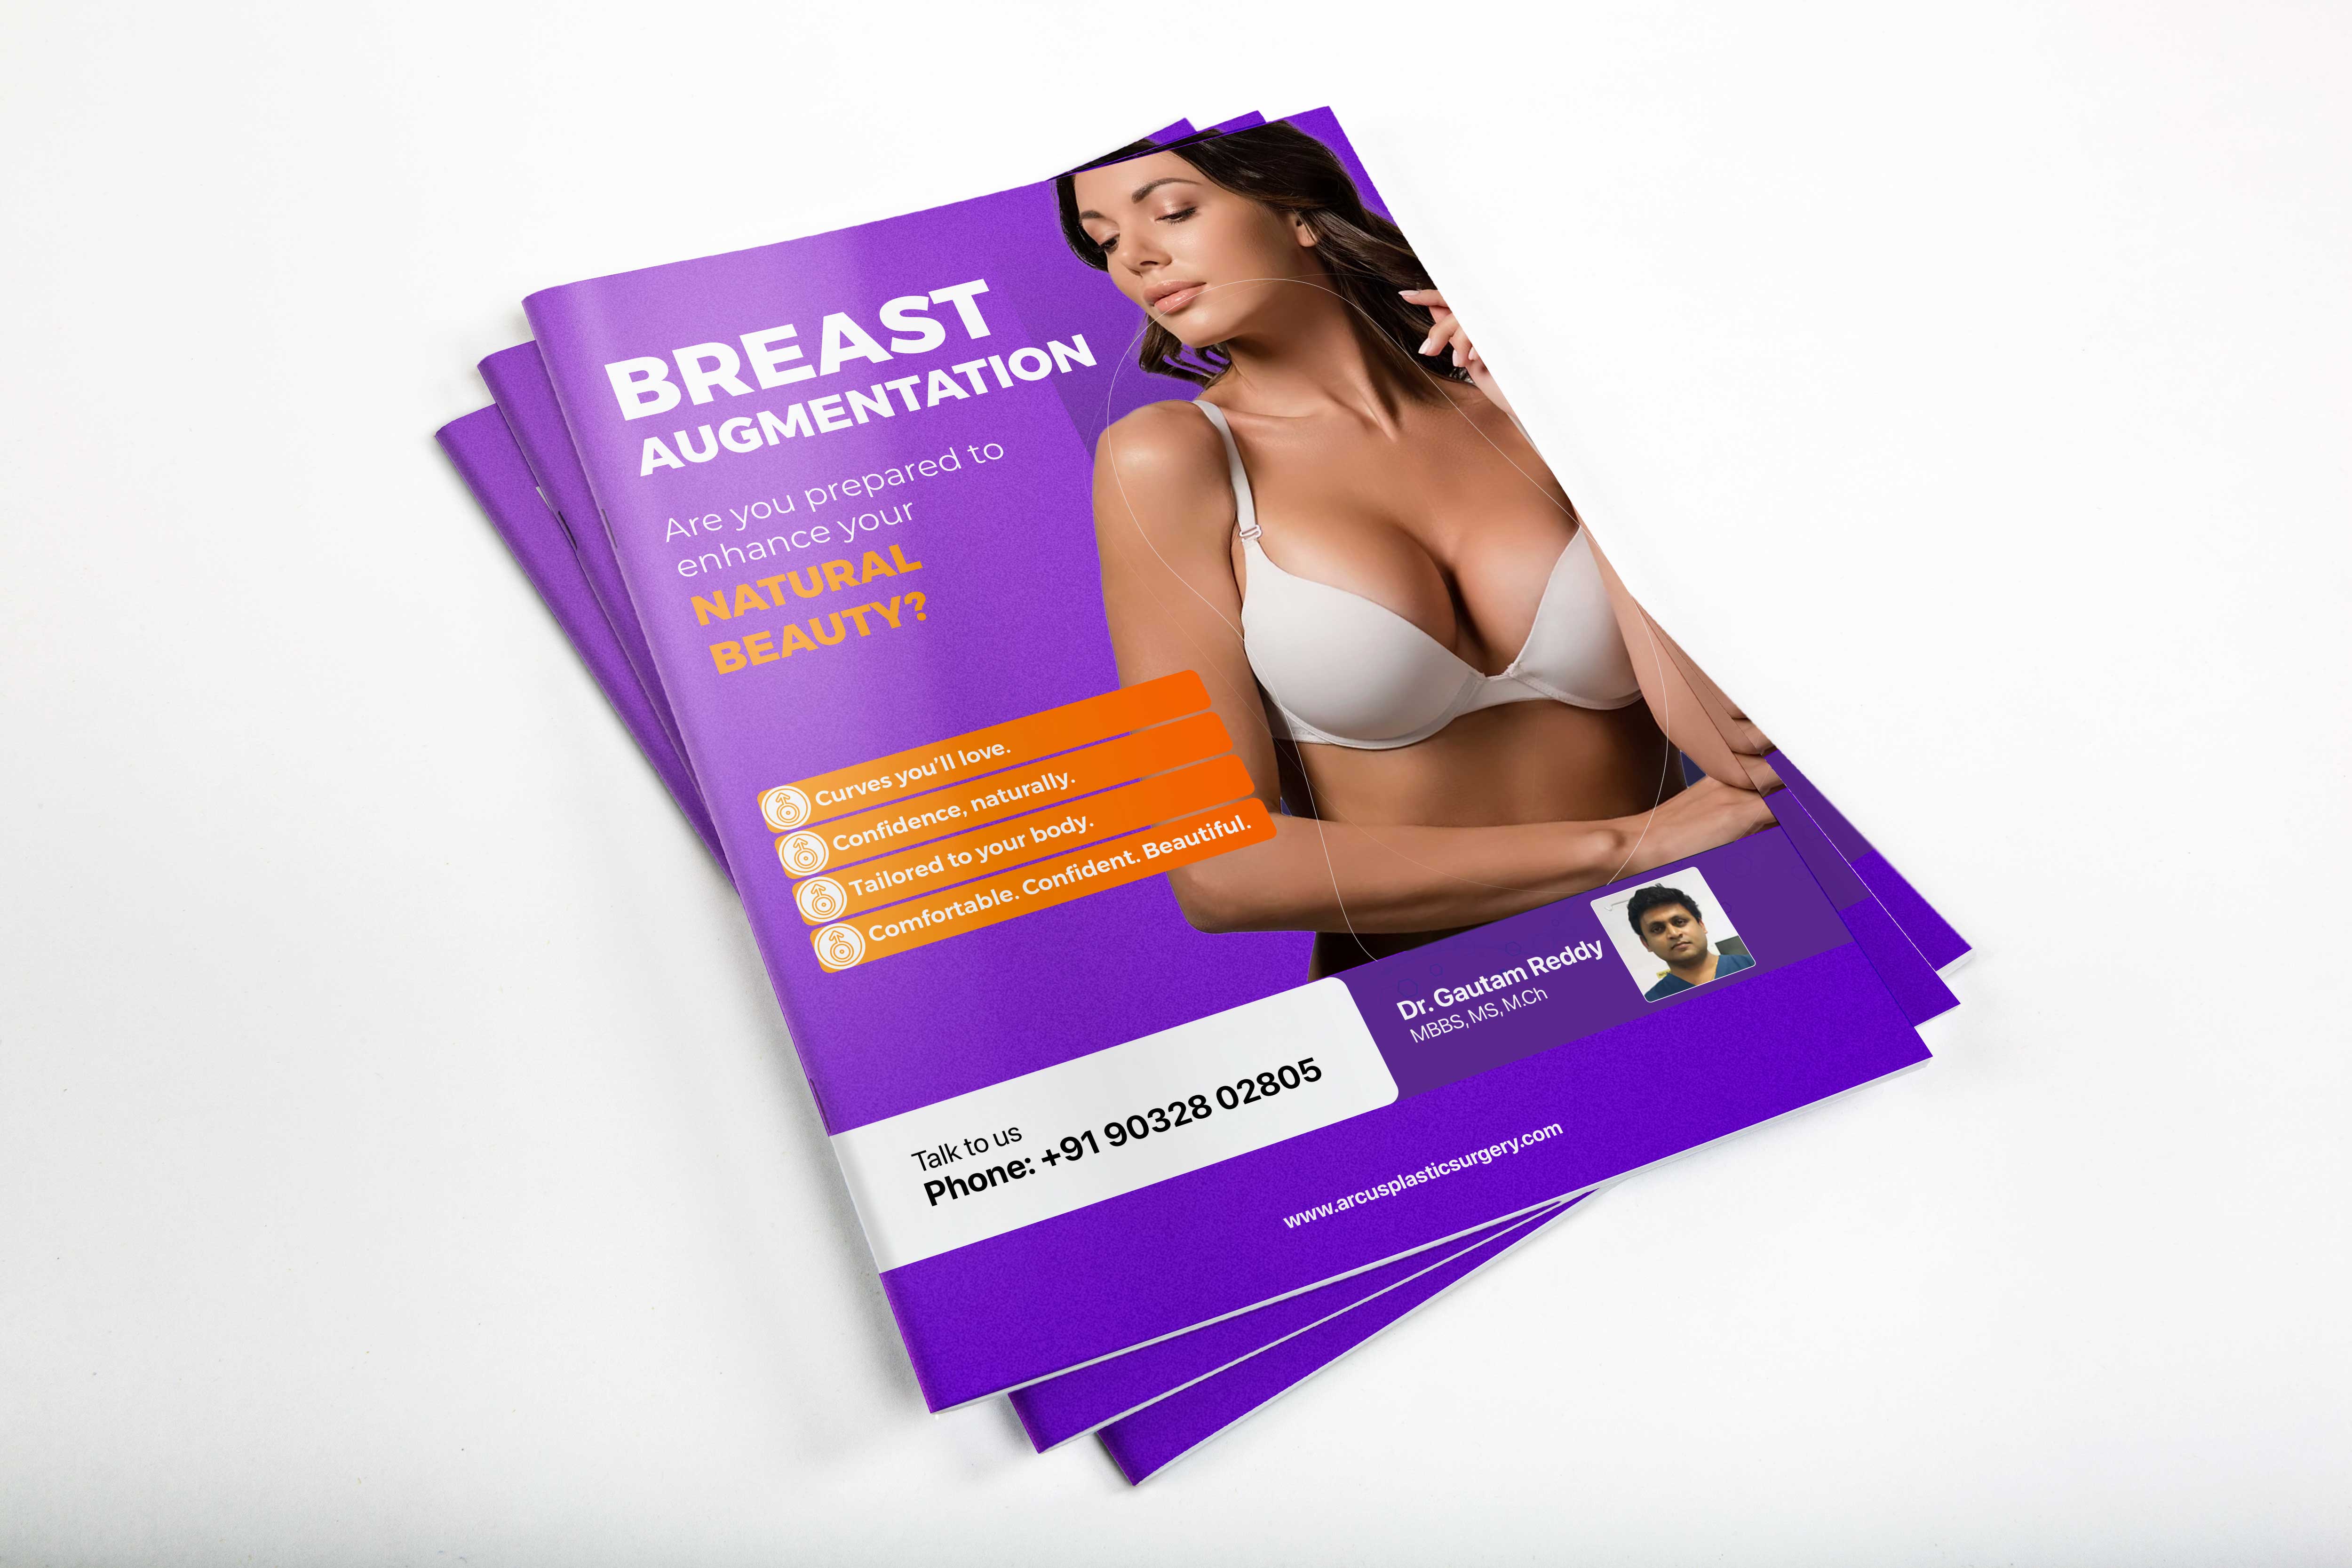 BREAST
AUGMENTATION
Are you prepared to
enhance your
NATURAL
BEAUTY?
Curves you'll love.
Confidence, naturally.
Tailored to your body.
Comfortable. Confident. Beautiful.
Dr. Gautam Reddy
MBBS, MS, M.Ch
Talk to us
Phone: +91 90328 02805
www.arcusplasticsurgery.com